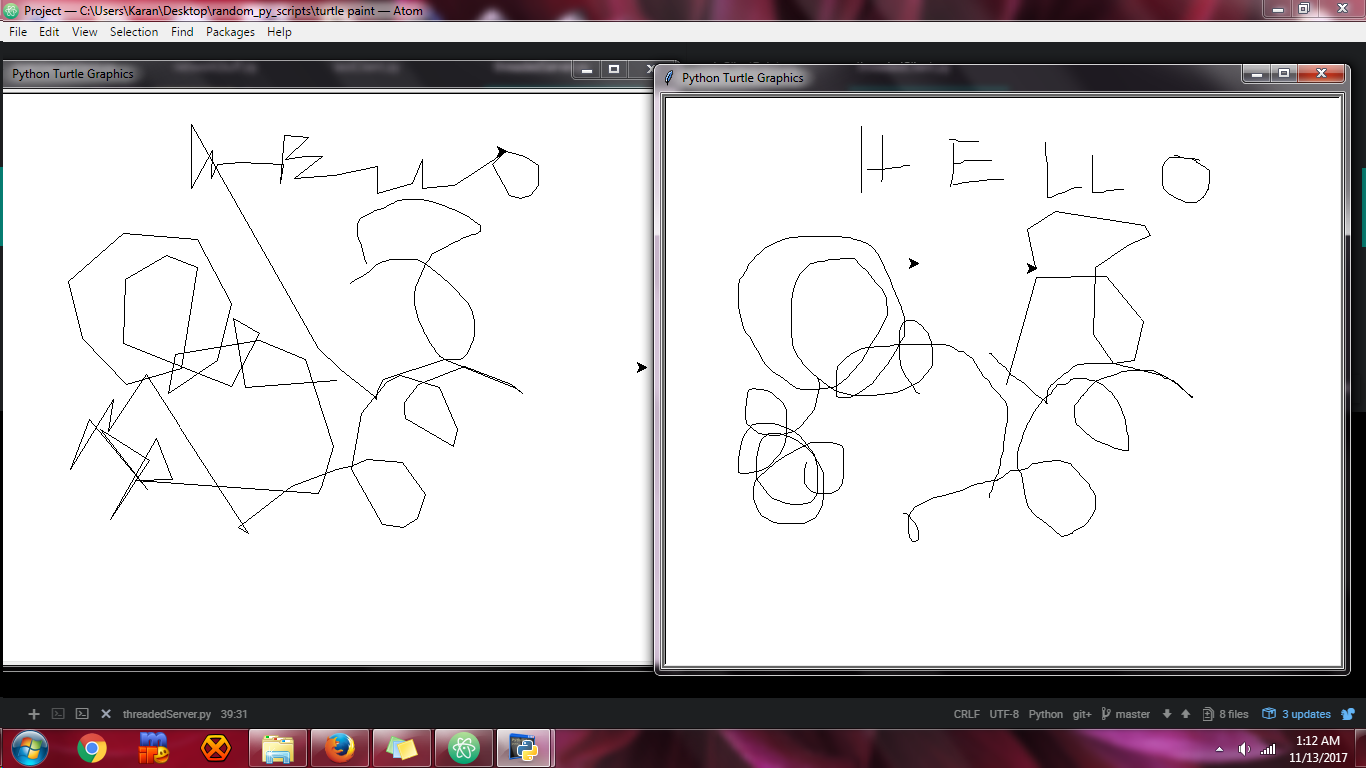 Project — C:\Users\Karan\Desktop\random_py_scripts\turtle paint — Atom
File Edit View Selection Find Packages Help
Python Turtle Graphics
Python Turtle Graphics
HELLO
threadedServer.py 39:31
CRLF UTF-8 Python git+ master 8 files 3 updates
1:12 AM
11/13/2017